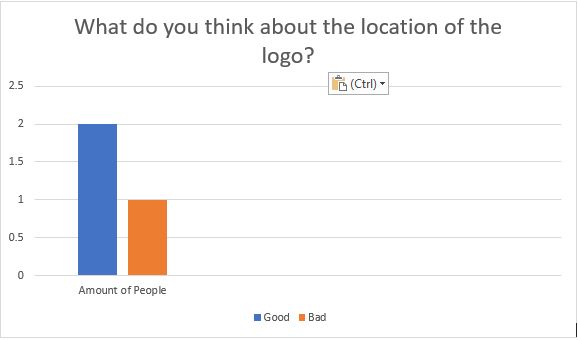 What do you think about the location of the
logo?
(Ctrl)
2.5
2
1.5
1
0.5
0
Amount of People
Good Bad